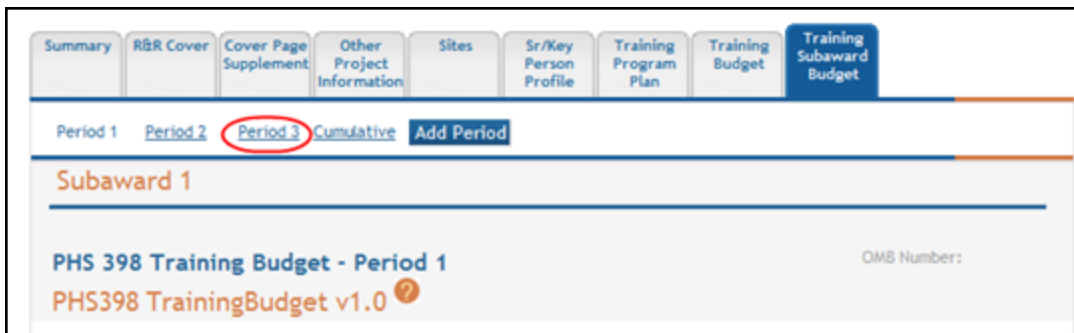 Summary
R&R Cover
Cover Page
Supplement
Other
Project
Information
Sites
Sr/Key
Person
Profile
Training
Program
Plan
Training
Budget
Training
Subaward
Budget
Period 1 Period 2 Period 3 Cumulative Add Period
Subaward 1
PHS 398 Training Budget - Period 1
OMB Number:
PHS398 TrainingBudget v1.0 ?